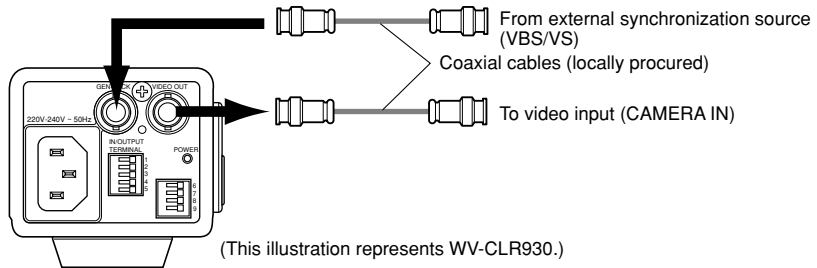 From external synchronization source
(VBS/VS)
Coaxial cables (locally procured)
To video input (CAMERA IN)
VIDEO OUT
220V-240V ~ 50Hz
IN/OUTPUT
TERMINAL
POWER
1
2
3
4
5
6
7
8
9
(This illustration represents WV-CLR930.)